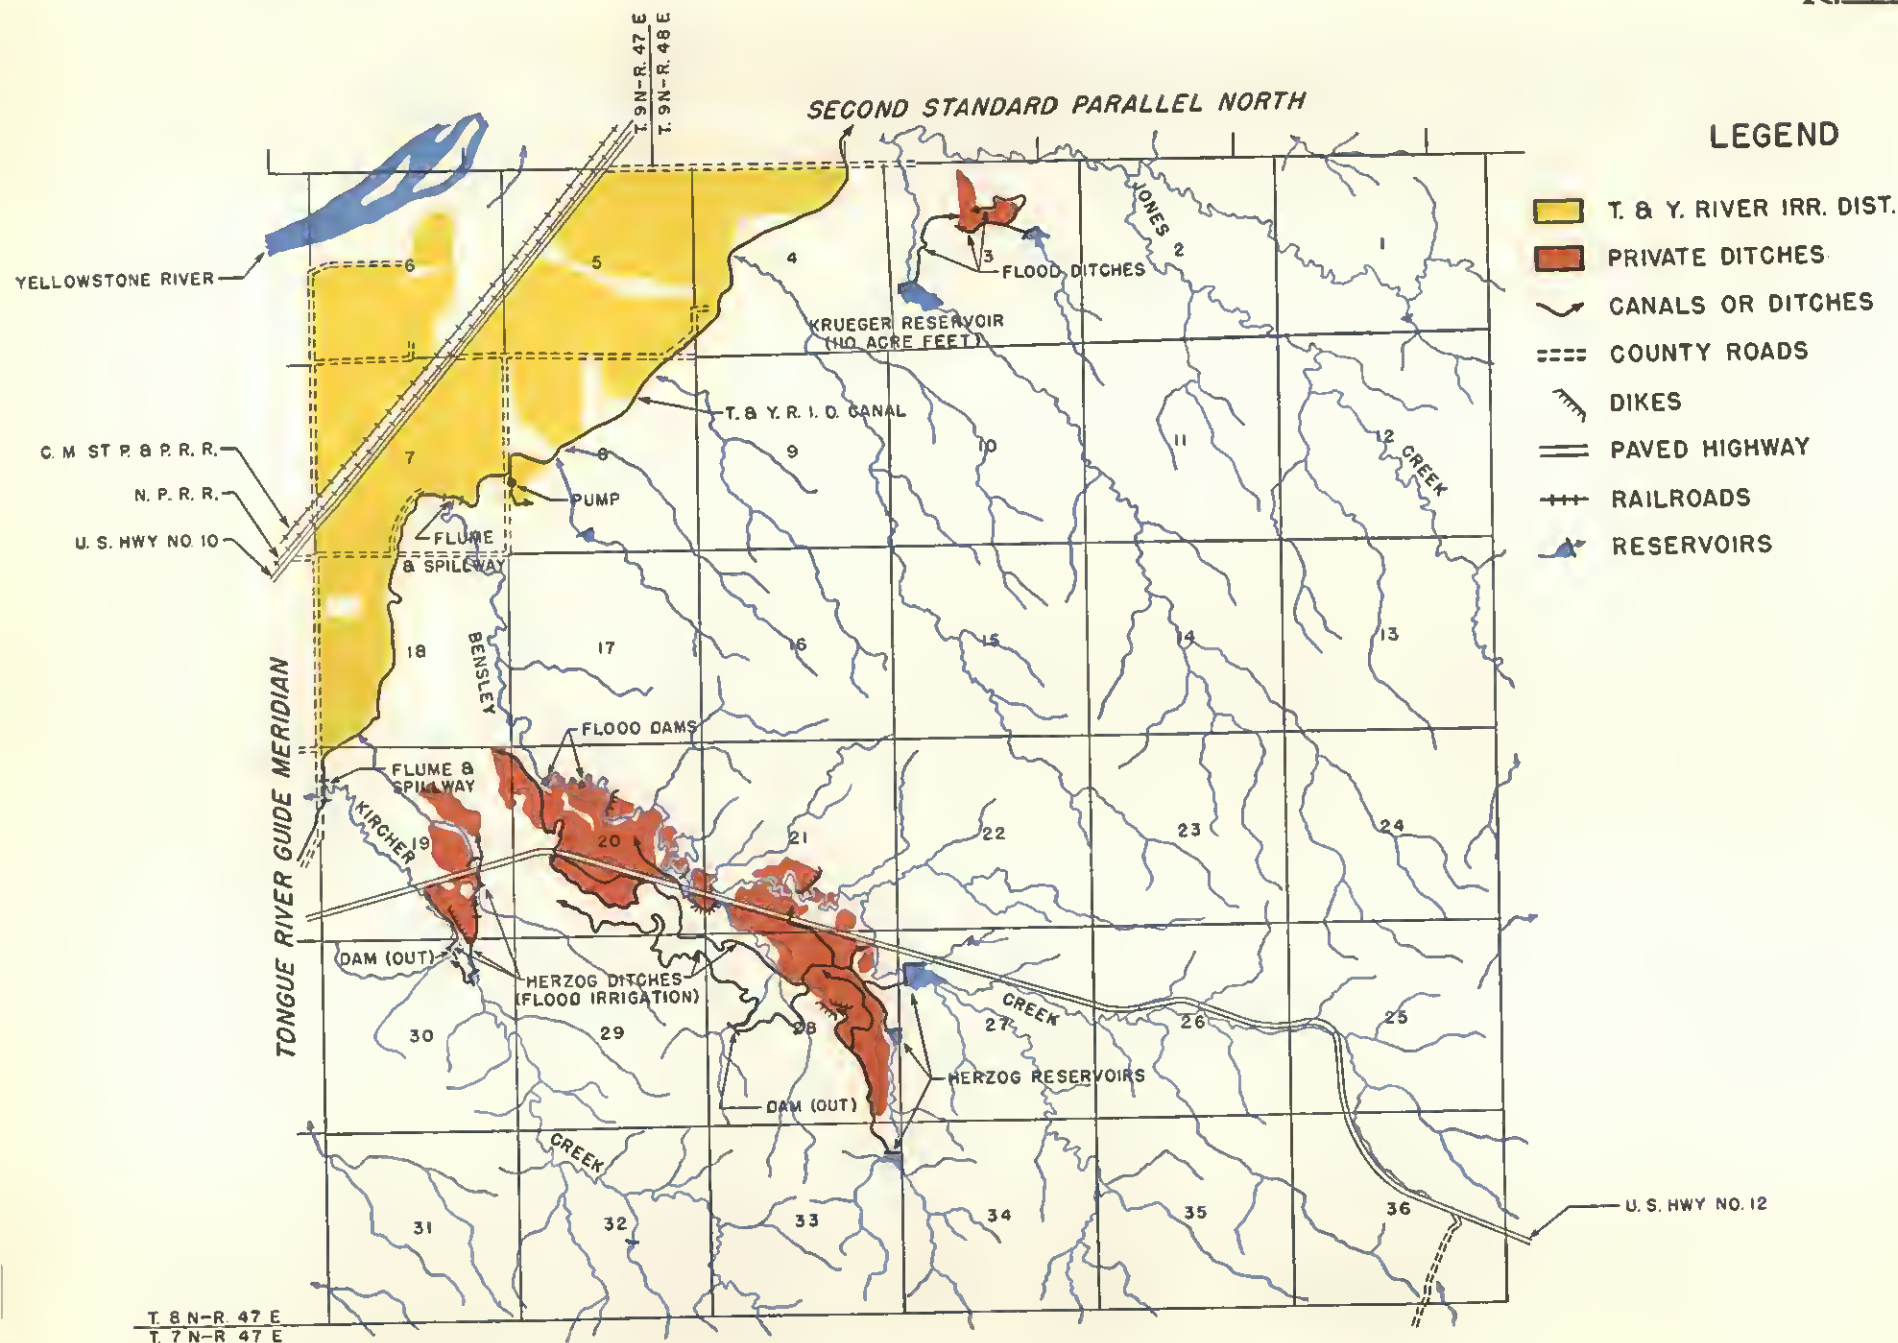 T. 9N-R. 47 E
T. 9N-R. 48 E
SECOND STANDARD PARALLEL NORTH
LEGEND
T. & Y. RIVER IRR. DIST.
PRIVATE DITCHES
CANALS OR DITCHES
COUNTY ROADS
DIKES
PAVED HIGHWAY
RAILROADS
RESERVOIRS
YELLOWSTONE RIVER
6
5
4
3
2
1
JONES
FLOOD DITCHES
KRUEGER RESERVOIR
(110 ACRE FEET)
T. & Y. R. I. D. CANAL
C. M ST P. & P. R. R.
N. P. R. R.
U. S. HWY NO. 10
7
8
9
10
11
12
CREEK
PUMP
FLUME
& SPILLWAY
BENSLEY
18
17
16
15
14
13
TONGUE RIVER GUIDE MERIDIAN
FLOOD DAMS
FLUME &
SPILLWAY
KIRCHER
19
20
21
22
23
24
DAM (OUT)
HERZOG DITCHES
(FLOOD IRRIGATION)
CREEK
30
29
28
27
26
25
HERZOG RESERVOIRS
DAM (OUT)
CREEK
31
32
33
34
35
36
U. S. HWY NO. 12
T. 8 N-R. 47 E
T. 7 N-R 47 E